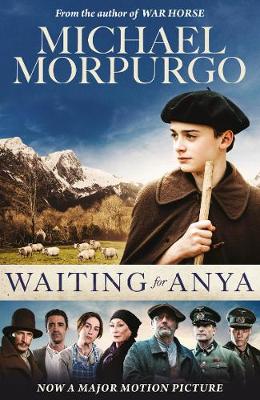 From the author of WAR HORSE
MICHAEL
MORPURGO
WAITING for ANYA
NOW A MAJOR MOTION PICTURE